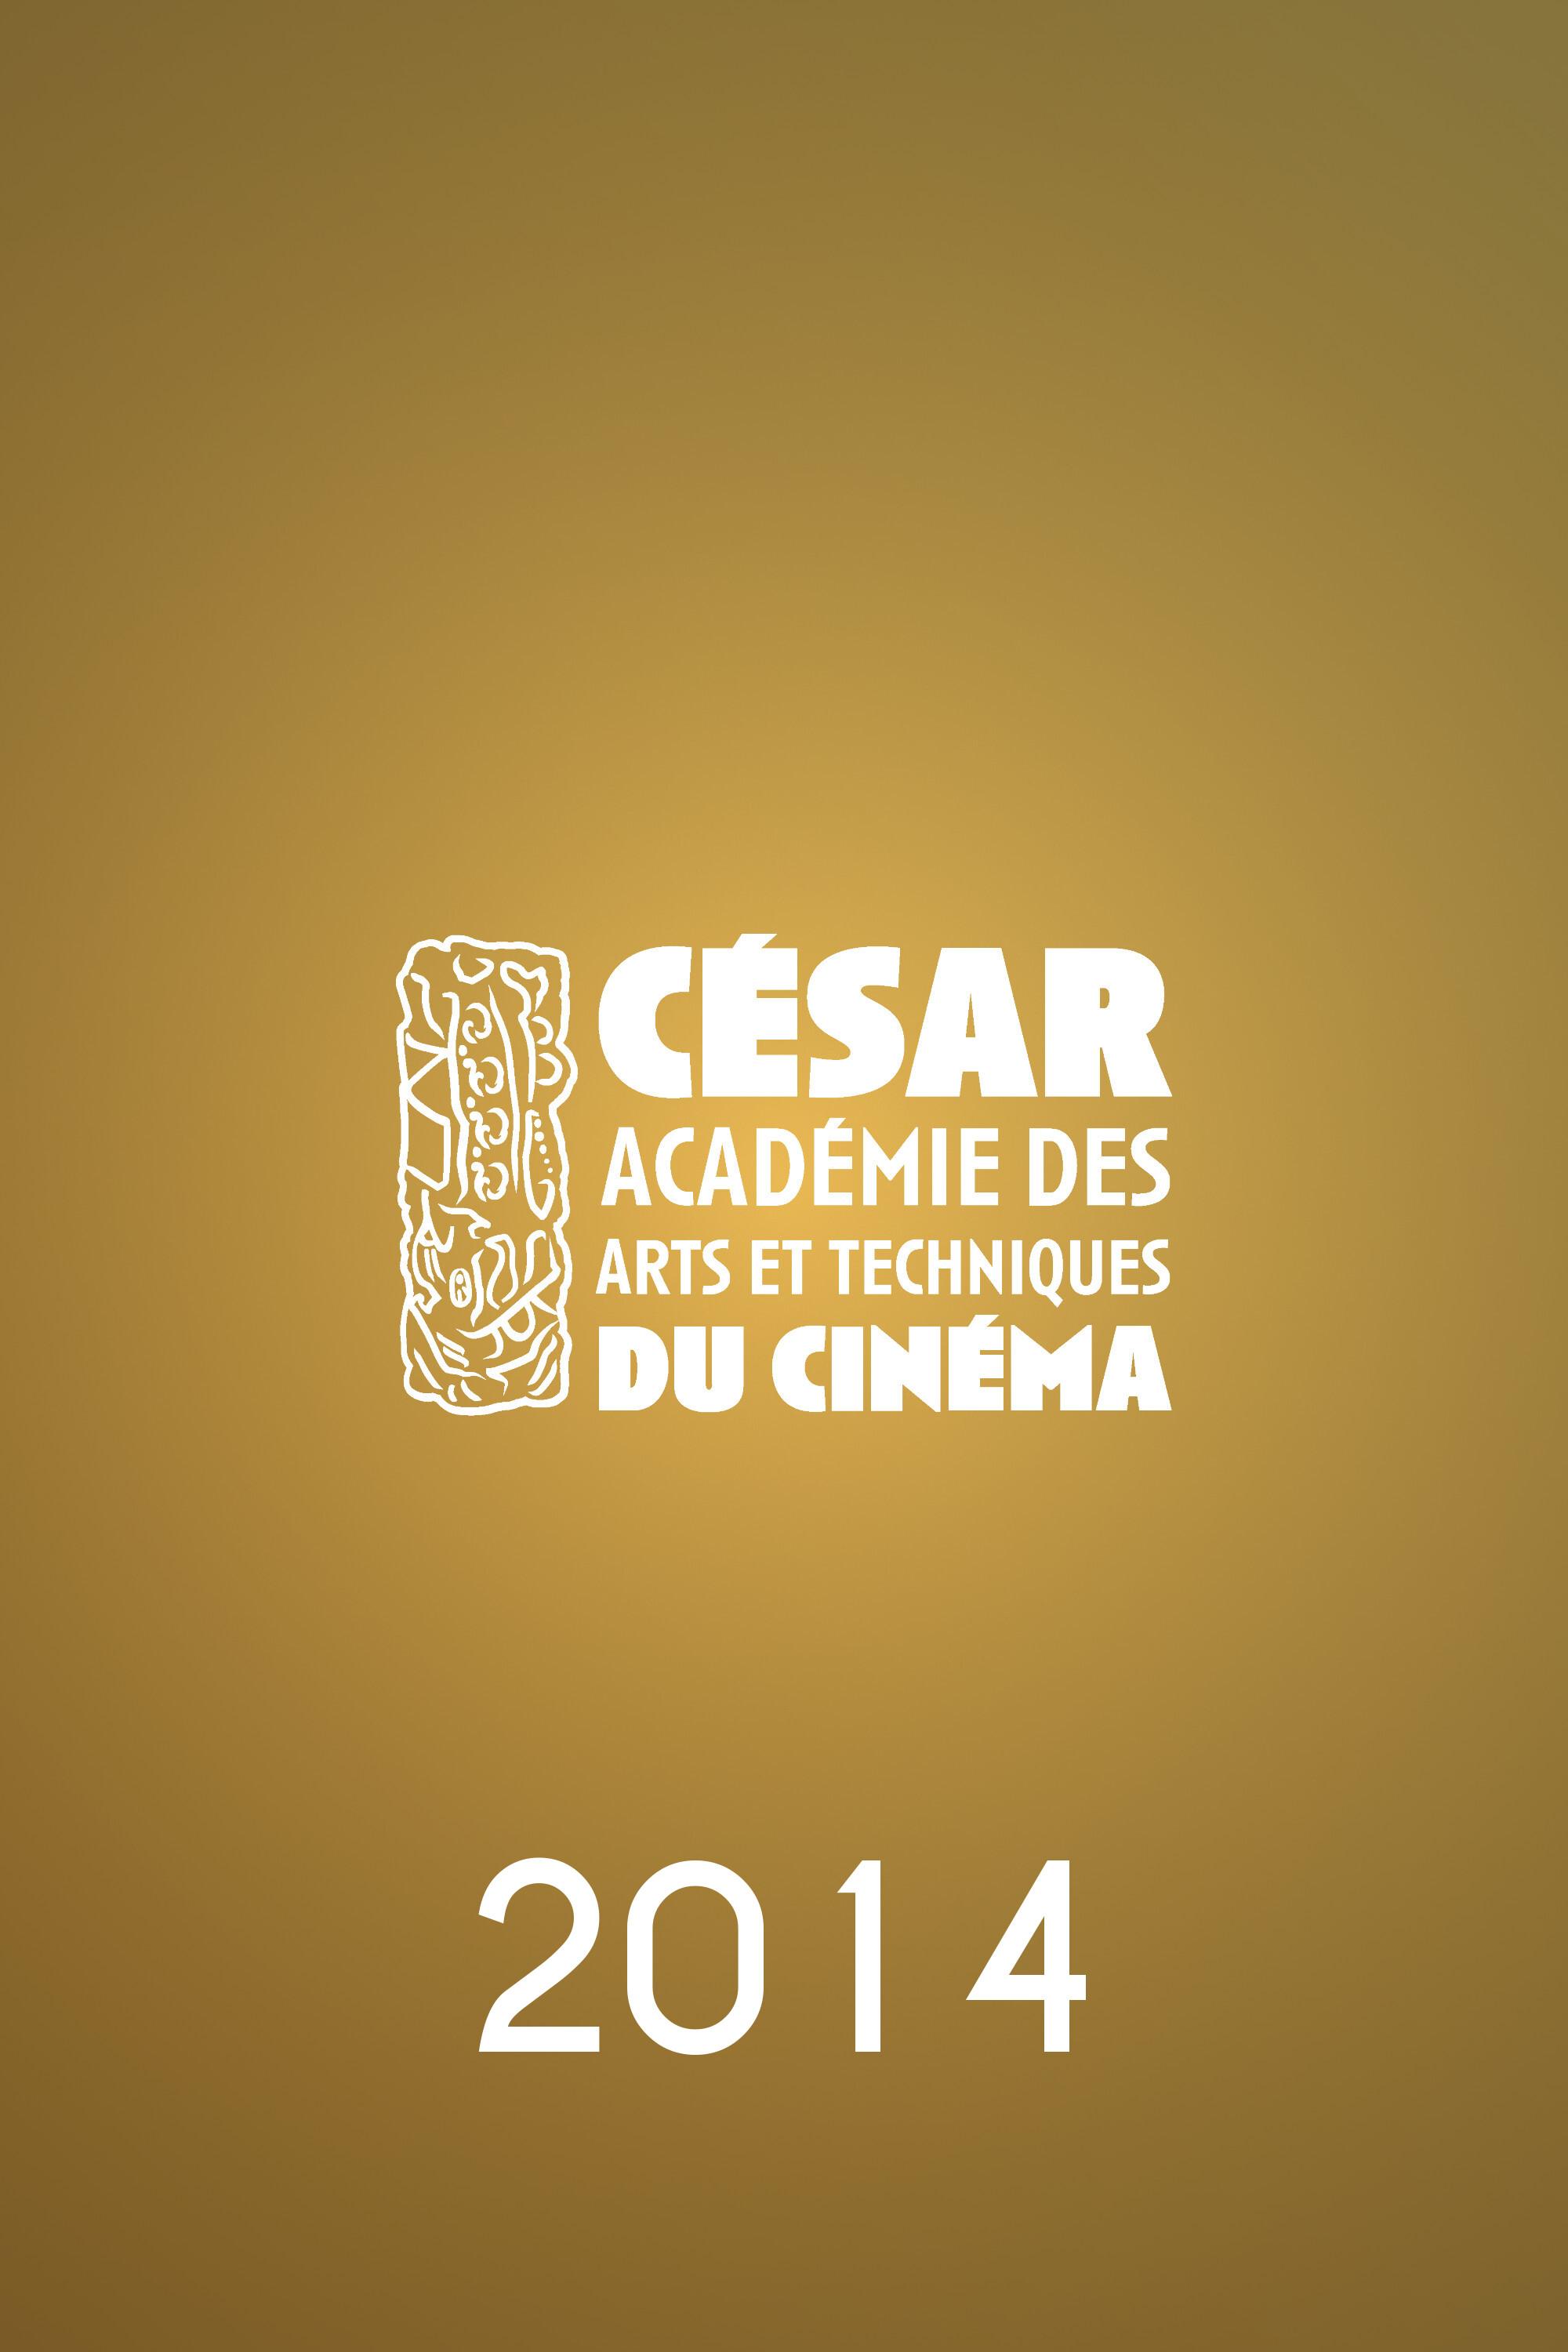 CÉSAR
ACADÉMIE DES
ARTS ET TECHNIQUES
DU CINÉMA
2014